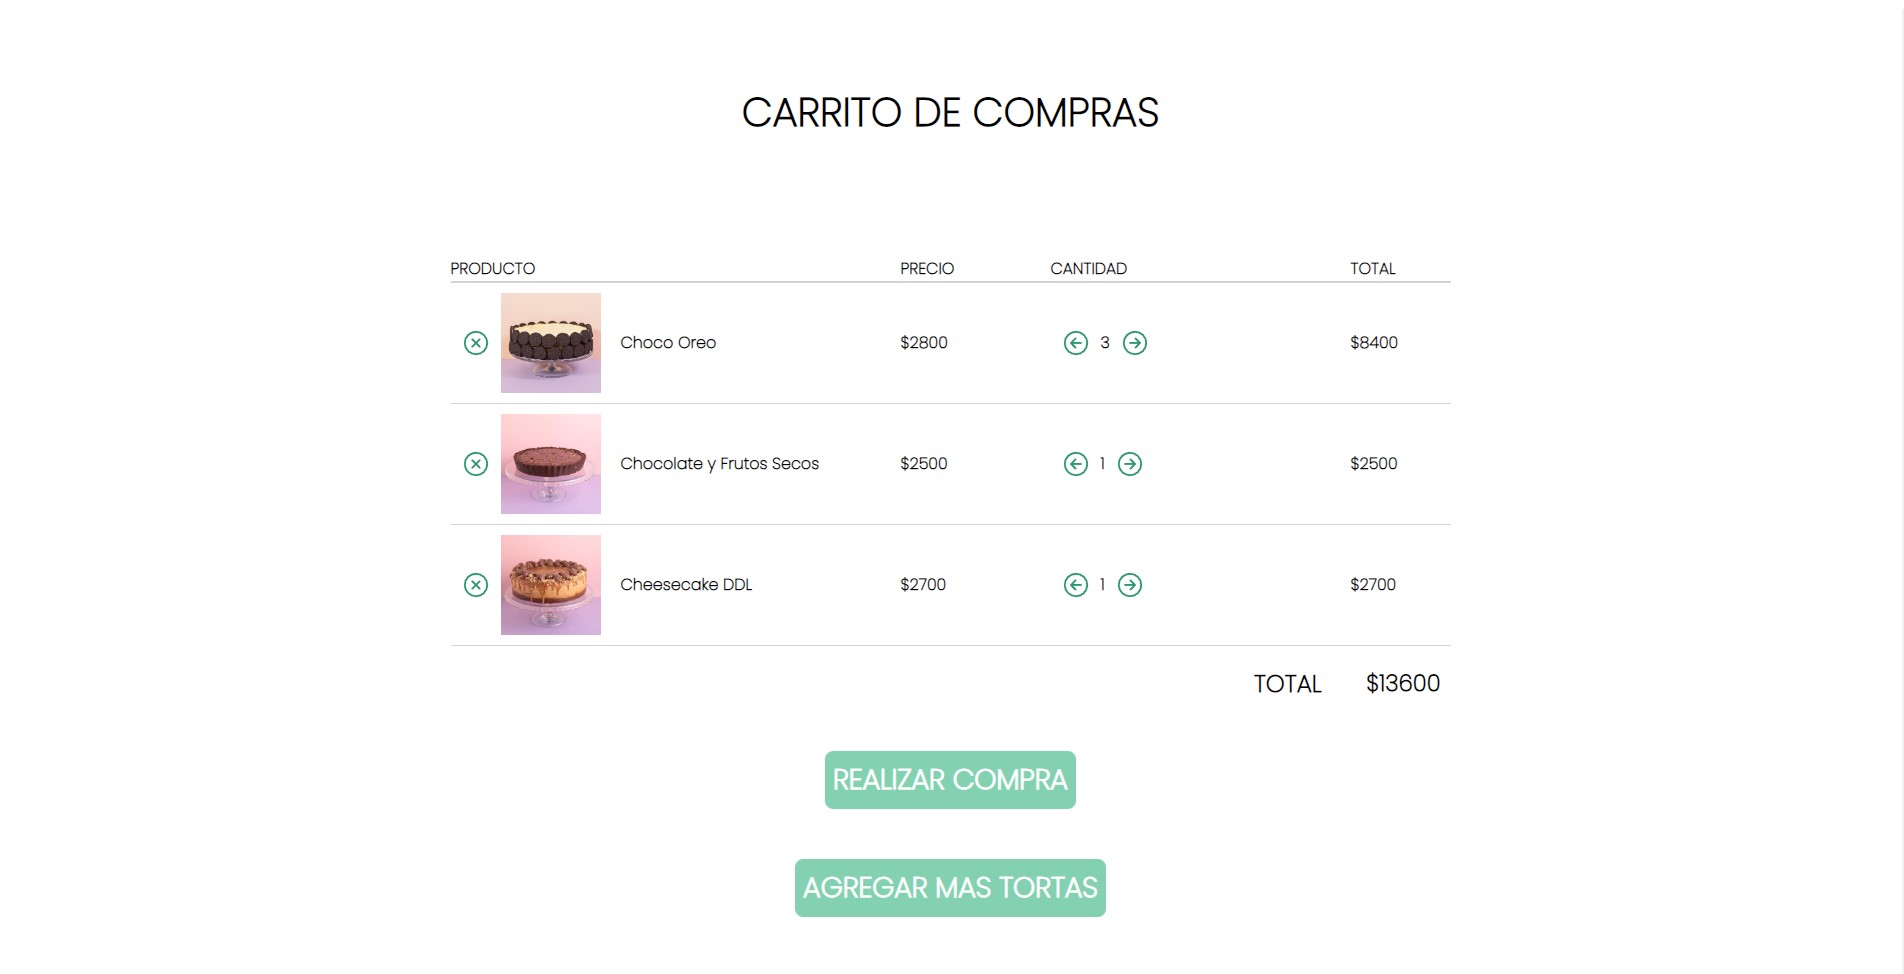 CARRITO DE COMPRAS
PRODUCTO PRECIO CANTIDAD TOTAL
Choco Oreo $2800 3 $8400
Chocolate y Frutos Secos $2500 1 $2500
Cheesecake DDL $2700 1 $2700
TOTAL $13600
REALIZAR COMPRA
AGREGAR MAS TORTAS